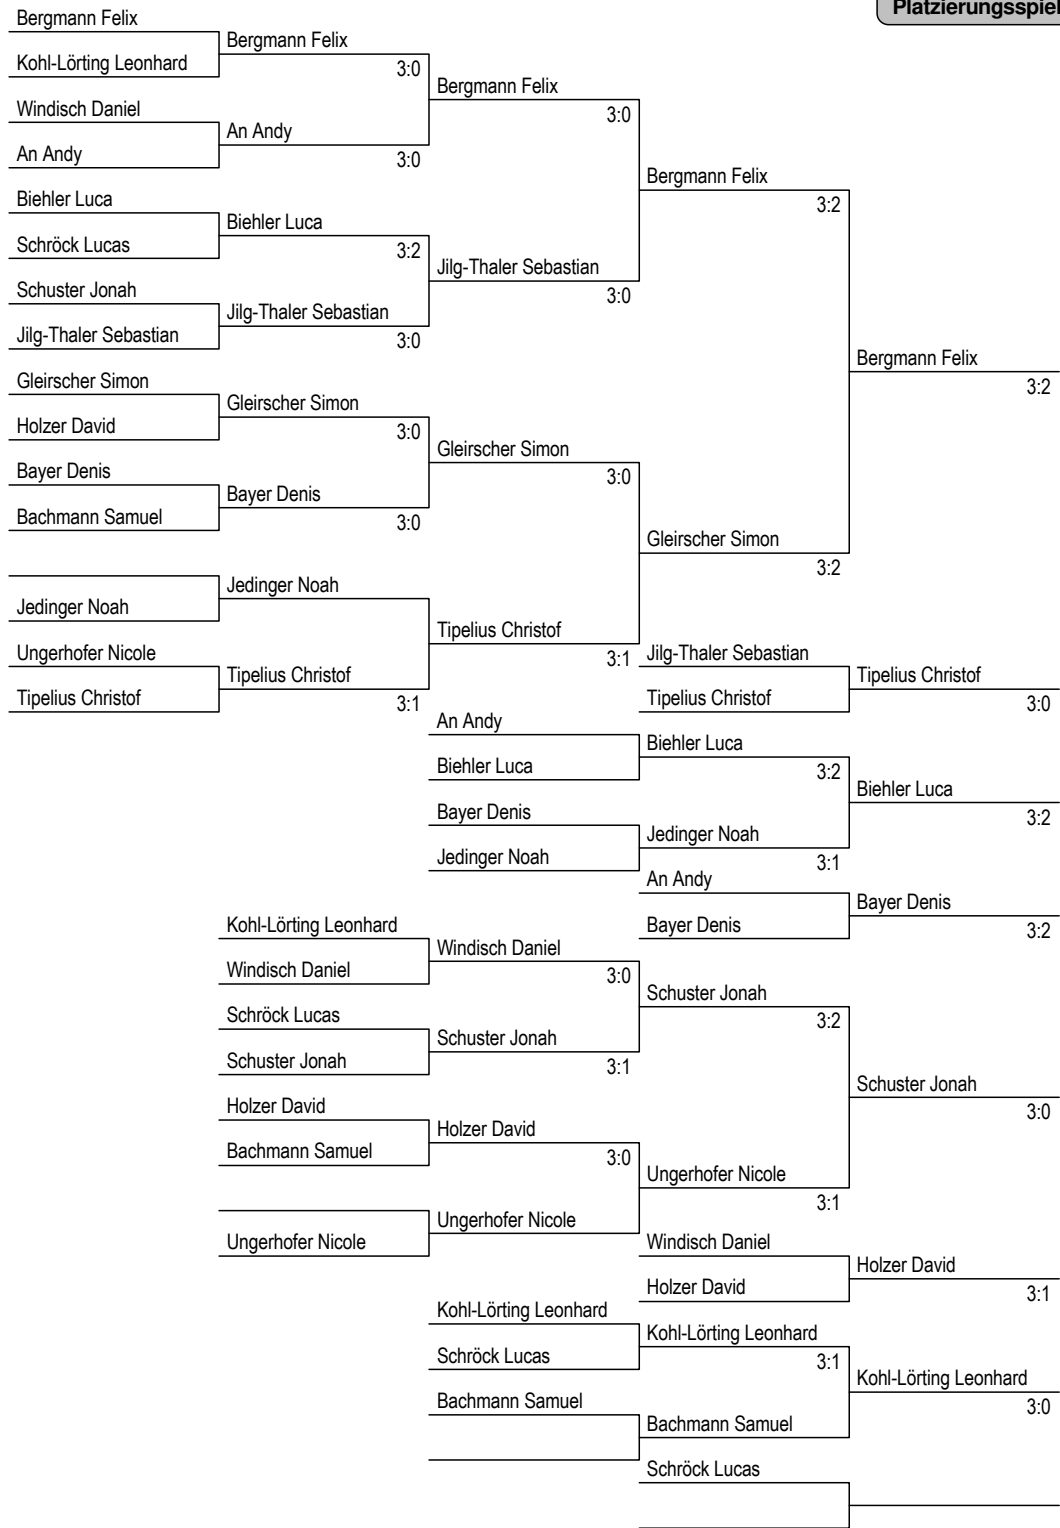 Platzierungsspiel
Bergmann Felix
Bergmann Felix
Kohl-Lörting Leonhard
3:0
Bergmann Felix
Windisch Daniel
3:0
An Andy
An Andy
3:0
Bergmann Felix
Biehler Luca
3:2
Biehler Luca
Schröck Lucas
3:2
Jilg-Thaler Sebastian
Schuster Jonah
3:0
Jilg-Thaler Sebastian
Jilg-Thaler Sebastian
3:0
Bergmann Felix
Gleirscher Simon
3:2
Gleirscher Simon
Holzer David
3:0
Gleirscher Simon
Bayer Denis
3:0
Bayer Denis
Bachmann Samuel
3:0
Gleirscher Simon
3:2
Jedinger Noah
Jedinger Noah
Tipelius Christof
Ungerhofer Nicole
3:1
Jilg-Thaler Sebastian
Tipelius Christof
Tipelius Christof
Tipelius Christof
3:1
Tipelius Christof
3:0
An Andy
Biehler Luca
Biehler Luca
3:2
Biehler Luca
Bayer Denis
3:2
Jedinger Noah
Jedinger Noah
3:1
An Andy
Bayer Denis
Kohl-Lörting Leonhard
Bayer Denis
3:2
Windisch Daniel
Windisch Daniel
3:0
Schuster Jonah
Schröck Lucas
3:2
Schuster Jonah
Schuster Jonah
3:1
Schuster Jonah
Holzer David
3:0
Holzer David
Bachmann Samuel
3:0
Ungerhofer Nicole
3:1
Ungerhofer Nicole
Ungerhofer Nicole
Windisch Daniel
Holzer David
Holzer David
3:1
Kohl-Lörting Leonhard
Kohl-Lörting Leonhard
Schröck Lucas
3:1
Kohl-Lörting Leonhard
Bachmann Samuel
3:0
Bachmann Samuel
Schröck Lucas